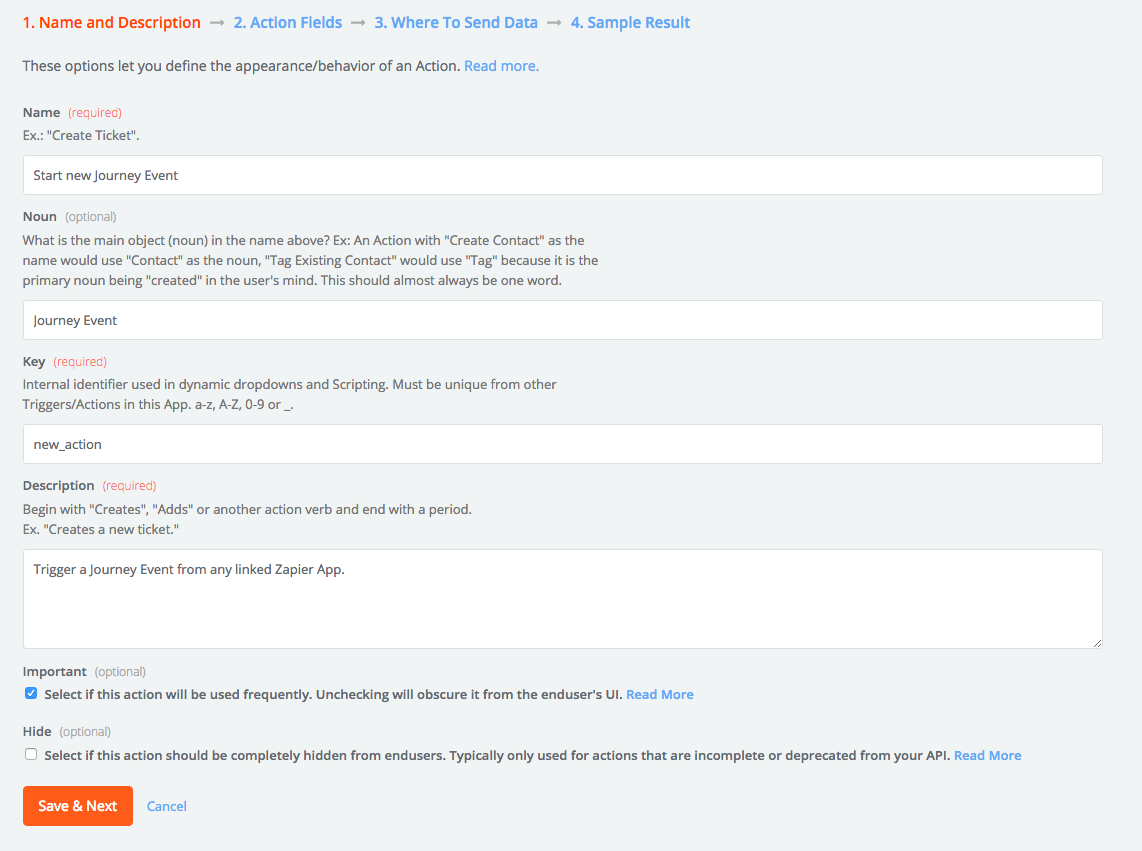 1. Name and Description → 2. Action Fields → 3. Where To Send Data → 4. Sample Result
These options let you define the appearance/behavior of an Action. Read more.
Name (required)
Ex.: "Create Ticket".
Start new Journey Event
Noun (optional)
What is the main object (noun) in the name above? Ex: An Action with "Create Contact" as the
name would use "Contact" as the noun, "Tag Existing Contact" would use "Tag" because it is the
primary noun being "created" in the user's mind. This should almost always be one word.
Journey Event
Key (required)
Internal identifier used in dynamic dropdowns and Scripting. Must be unique from other
Triggers/Actions in this App. a-z, A-Z, 0-9 or _.
new_action
Description (required)
Begin with "Creates", "Adds" or another action verb and end with a period.
Ex. "Creates a new ticket."
Trigger a Journey Event from any linked Zapier App.
Important (optional)
Select if this action will be used frequently. Unchecking will obscure it from the enduser's UI. Read More
Hide (optional)
Select if this action should be completely hidden from endusers. Typically only used for actions that are incomplete or deprecated from your API. Read More
Save & Next Cancel